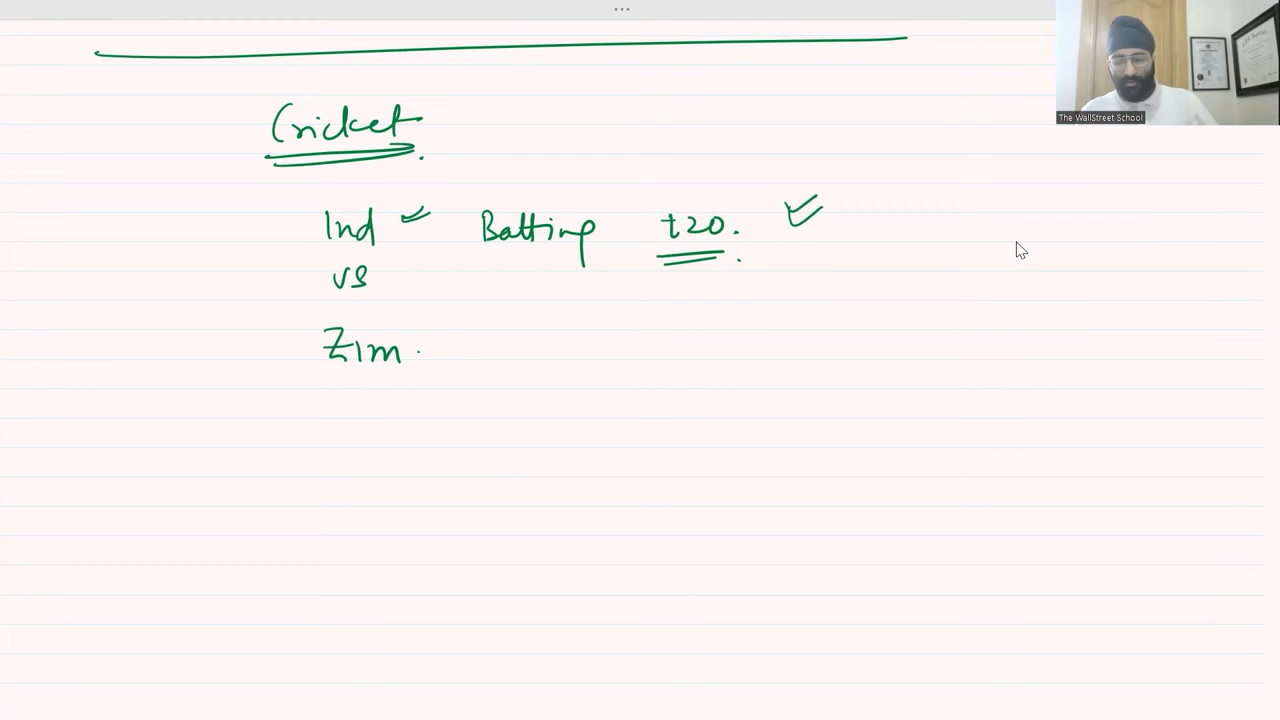 Cricket.
Ind Batting t20.
vs
Zim.
The WallStreet School